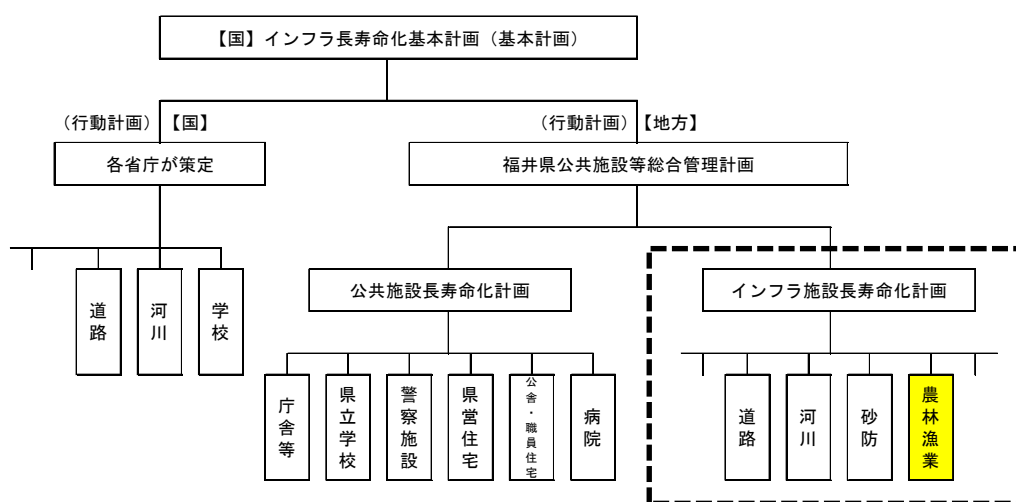 【国】インフラ長寿命化基本計画（基本計画）
（行動計画）【国】
（行動計画）【地方】
各省庁が策定
福井県公共施設等総合管理計画
道路
河川
学校
公共施設長寿命化計画
インフラ施設長寿命化計画
庁舎等
県立学校
警察施設
県営住宅
公舎・職員住宅
病院
道路
河川
砂防
農林漁業